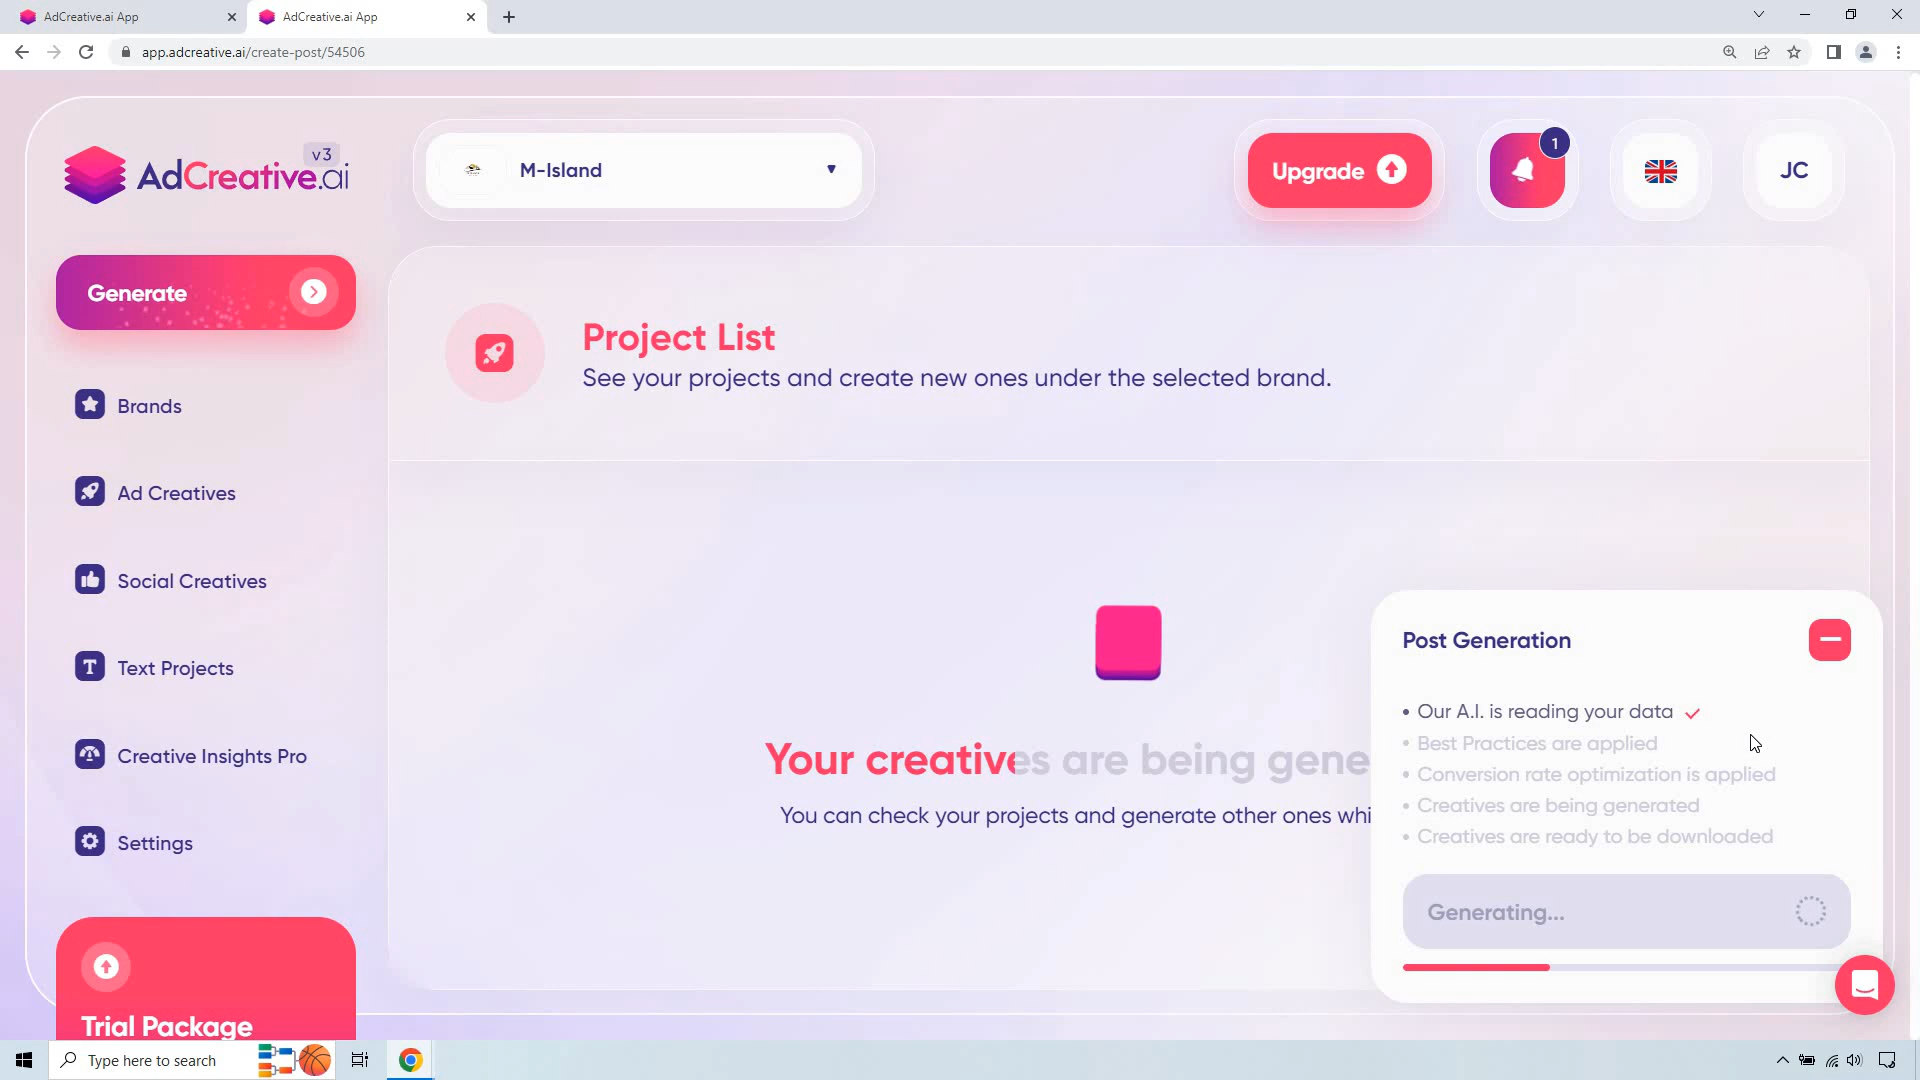 AdCreative.ai App
AdCreative.ai App
app.adcreative.ai/create-post/54506
AdCreative.ai v3
M-Island
Upgrade
1
JC
Generate
Project List
See your projects and create new ones under the selected brand.
Brands
Ad Creatives
Social Creatives
Text Projects
Creative Insights Pro
Settings
Your creatives are being gene
You can check your projects and generate other ones whi
Post Generation
• Our A.I. is reading your data
• Best Practices are applied
• Conversion rate optimization is applied
• Creatives are being generated
• Creatives are ready to be downloaded
Generating...
Trial Package
Type here to search